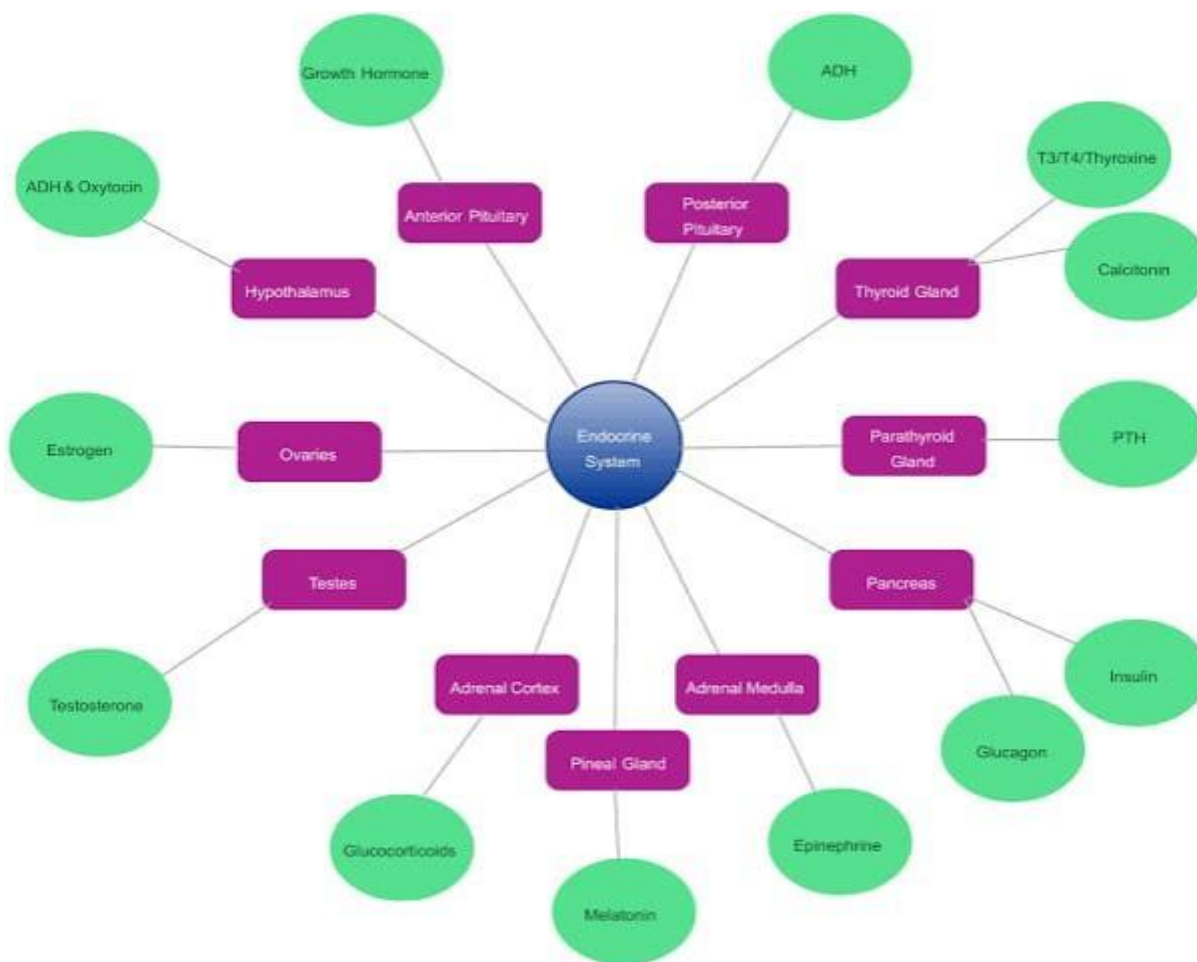 Growth Hormone
ADH
ADH & Oxytocin
T3/T4/Thyroxine
Anterior Pituitary
Posterior
Pituitary
Hypothalamus
Thyroid Gland
Calcitonin
Estrogen
Ovaries
Endocrine
System
Parathyroid
Gland
PTH
Testes
Pancreas
Testosterone
Adrenal Cortex
Adrenal Medulla
Insulin
Pineal Gland
Glucagon
Glucocorticoids
Epinephrine
Melatonin